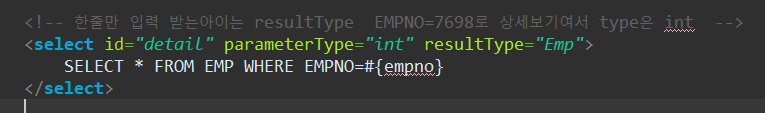 <!-- 한줄만 입력 받는아이는 resultType  EMPNO=7698로 상세보기여서 type은 int  -->
<select id="detail" parameterType="int" resultType="Emp">
SELECT * FROM EMP WHERE EMPNO=#{empno}
</select>